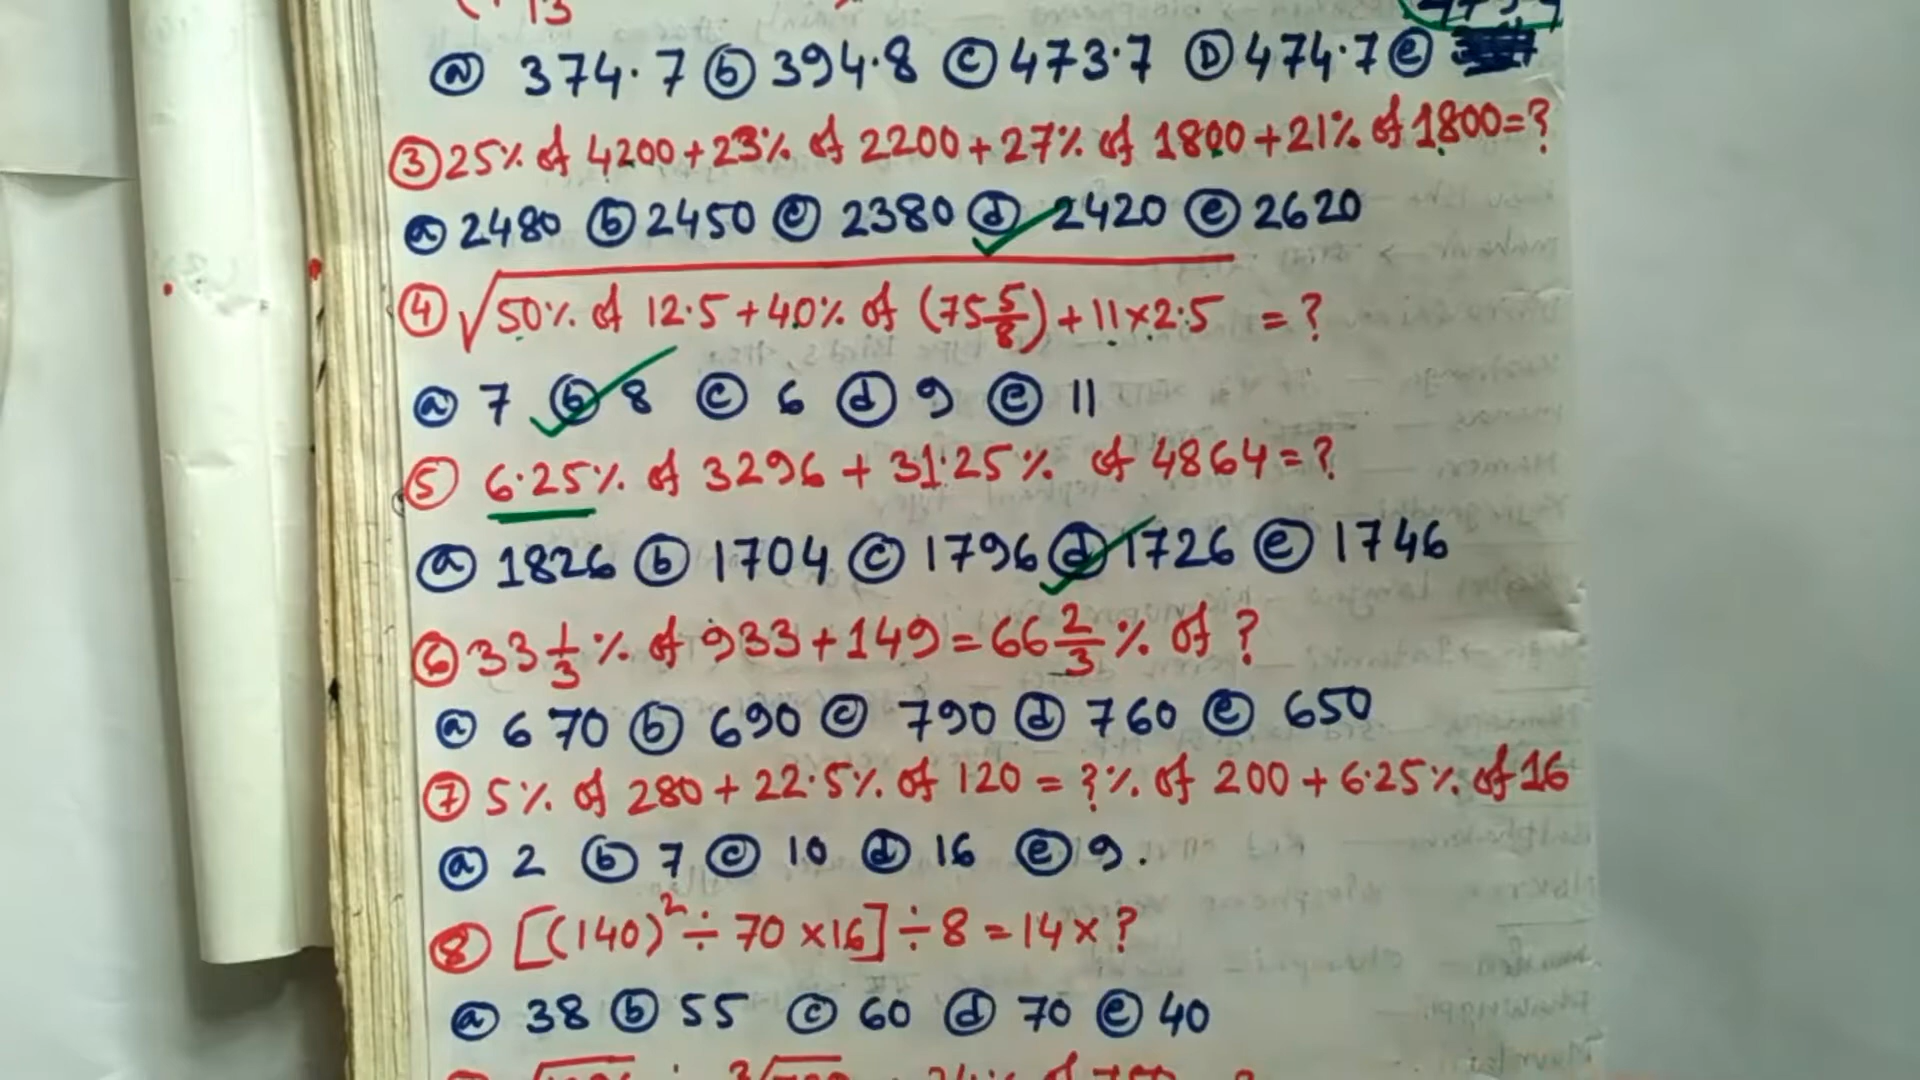 13
ⓐ 374.7 ⓑ 394.8 ⓒ 473.7 Ⓓ 474.7 ⓔ
③ 25% of 4200 + 23% of 2200 + 27% of 1800 + 21% of 1800 = ?
ⓐ 2480 ⓑ 2450 ⓒ 2380 ⓓ 2420 ⓔ 2620
④ √(50% of 12.5 + 40% of (75 5/8) + 11 × 2.5) = ?
ⓐ 7 ⓑ 8 ⓒ 6 ⓓ 9 ⓔ 11
⑤ 6.25% of 3296 + 31.25% of 4864 = ?
ⓐ 1826 ⓑ 1704 ⓒ 1796 ⓓ 1726 ⓔ 1746
⑥ 33 1/3 % of 933 + 149 = 66 2/3 % of ?
ⓐ 670 ⓑ 690 ⓒ 790 ⓓ 760 ⓔ 650
⑦ 5% of 280 + 22.5% of 120 = ?% of 200 + 6.25% of 16
ⓐ 2 ⓑ 7 ⓒ 10 ⓓ 16 ⓔ 9.
⑧ [(140)² ÷ 70 × 16] ÷ 8 = 14 × ?
ⓐ 38 ⓑ 55 ⓒ 60 ⓓ 70 ⓔ 40